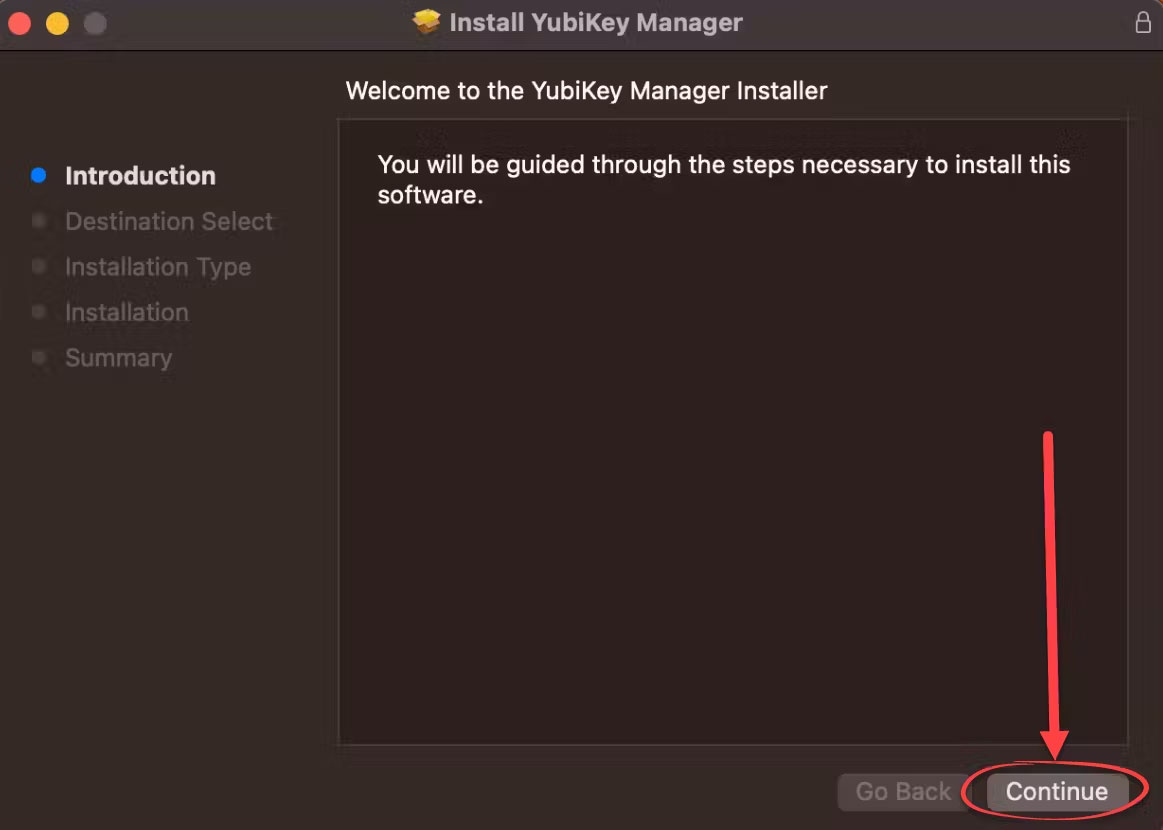 Install YubiKey Manager
Welcome to the YubiKey Manager Installer
Introduction
Destination Select
Installation Type
Installation
Summary
You will be guided through the steps necessary to install this
software.
Go Back
Continue